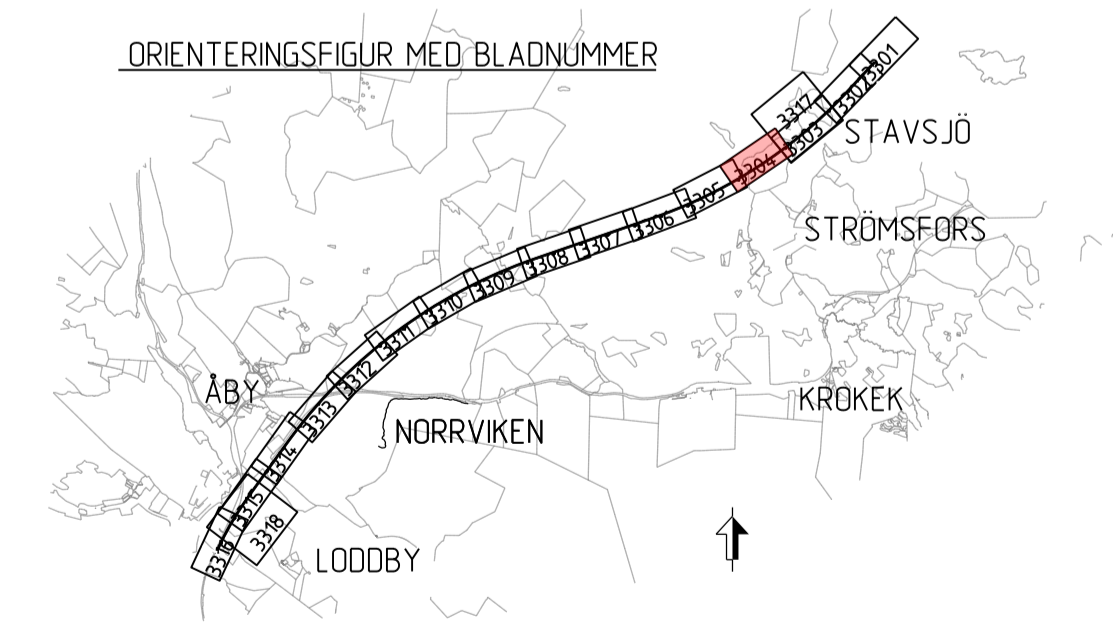 ORIENTERINGSFIGUR MED BLADNUMMER
3301
3302
3317
3303
STAVSJÖ
3304
3305
3306
STRÖMSFORS
3307
3308
3309
3310
3311
3312
ÅBY
KROKEK
3313
NORRVIKEN
3314
3315
3318
3316
LODDBY